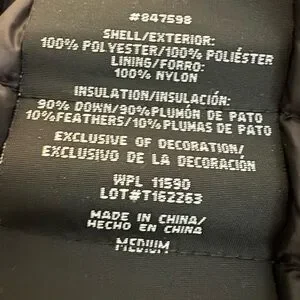 #847598
SHELL/EXTERIOR:
100% POLYESTER/100% POLIÉSTER
LINING/FORRO:
100% NYLON
INSULATION/INSULACIÓN:
90% DOWN/90%PLUMÓN DE PATO
10%FEATHERS/10%PLUMAS DE PATO
EXCLUSIVE OF DECORATION/
EXCLUSIVO DE LA DECORACIÓN
WPL 11590
LOT#T162263
MADE IN CHINA/
HECHO EN CHINA
MEDIUM